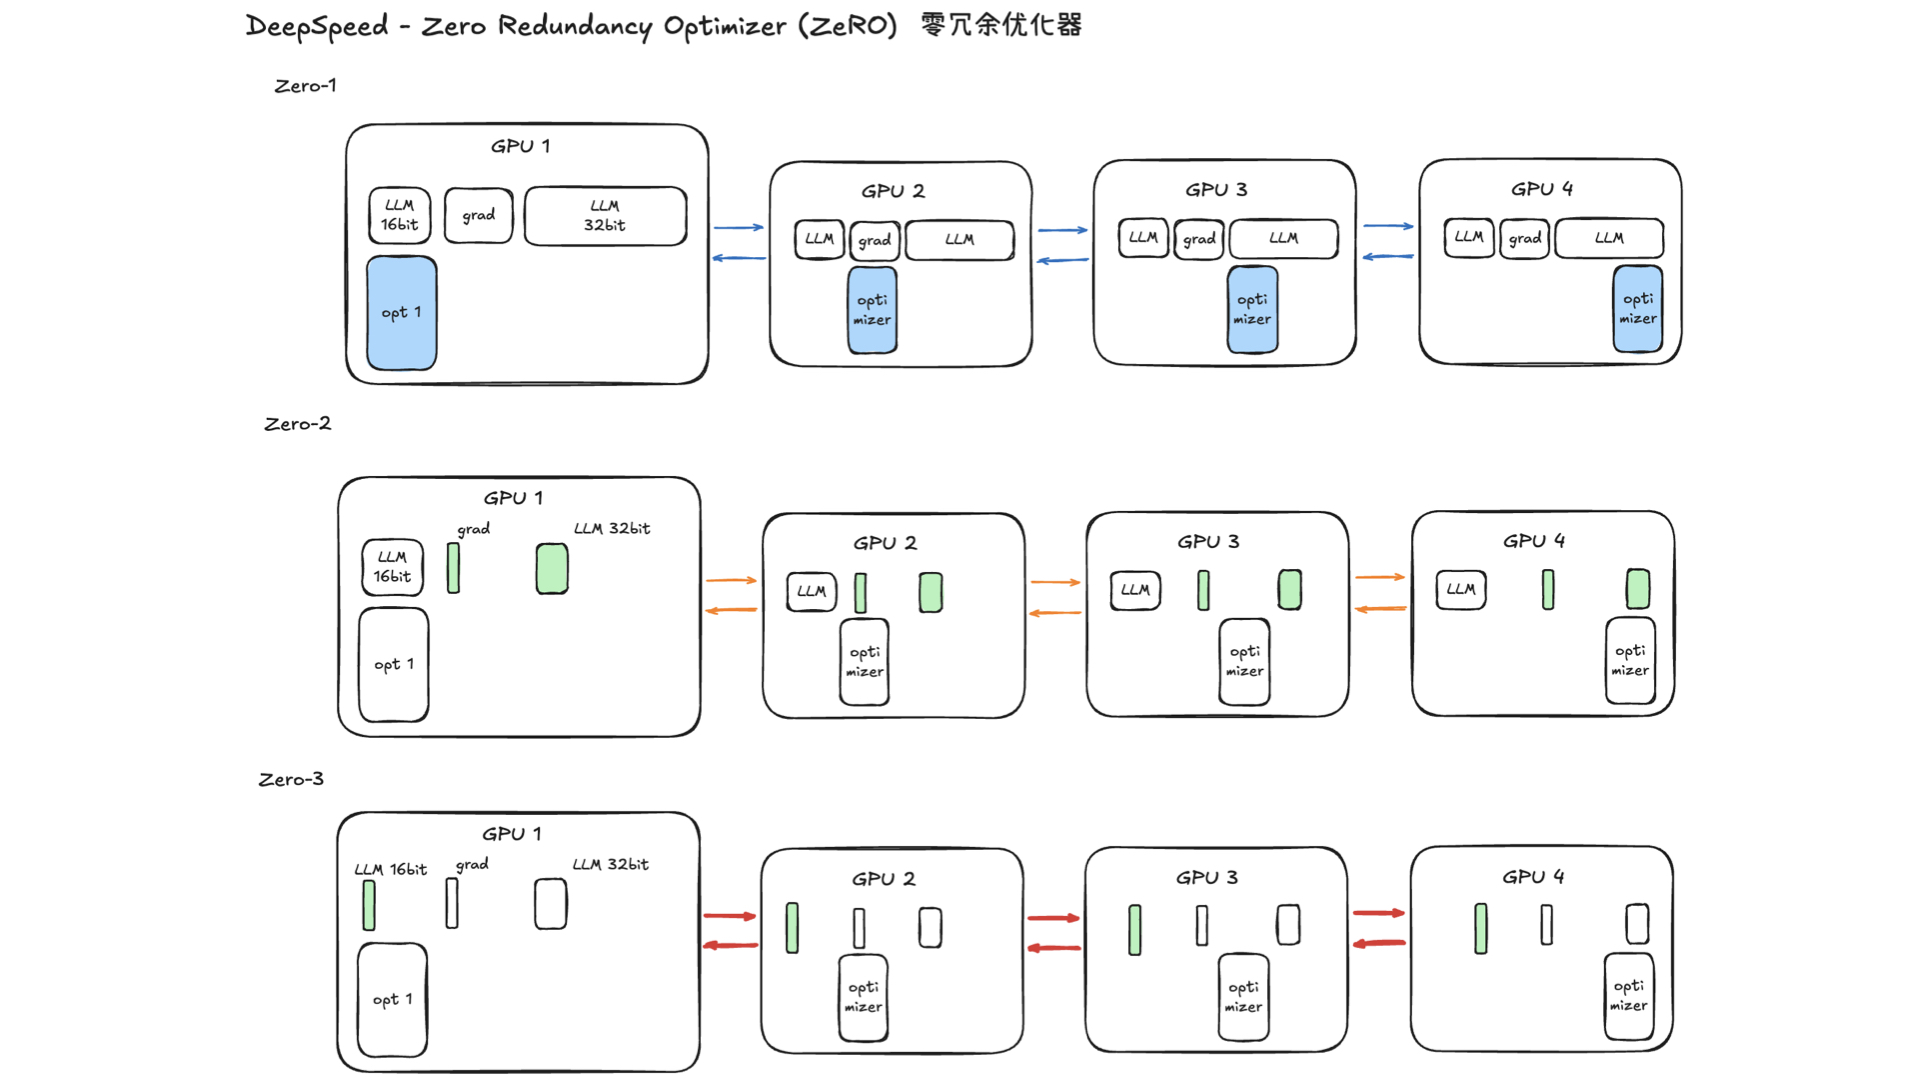 DeepSpeed - Zero Redundancy Optimizer (ZeRO) 零冗余优化器
Zero-1
GPU 1
LLM
16bit
grad
LLM
32bit
opt 1
GPU 2
LLM
grad
LLM
opti
mizer
GPU 3
LLM
grad
LLM
opti
mizer
GPU 4
LLM
grad
LLM
opti
mizer
Zero-2
GPU 1
grad
LLM 32bit
LLM
16bit
opt 1
GPU 2
LLM
opti
mizer
GPU 3
LLM
opti
mizer
GPU 4
LLM
opti
mizer
Zero-3
GPU 1
LLM 16bit
grad
LLM 32bit
opt 1
GPU 2
opti
mizer
GPU 3
opti
mizer
GPU 4
opti
mizer